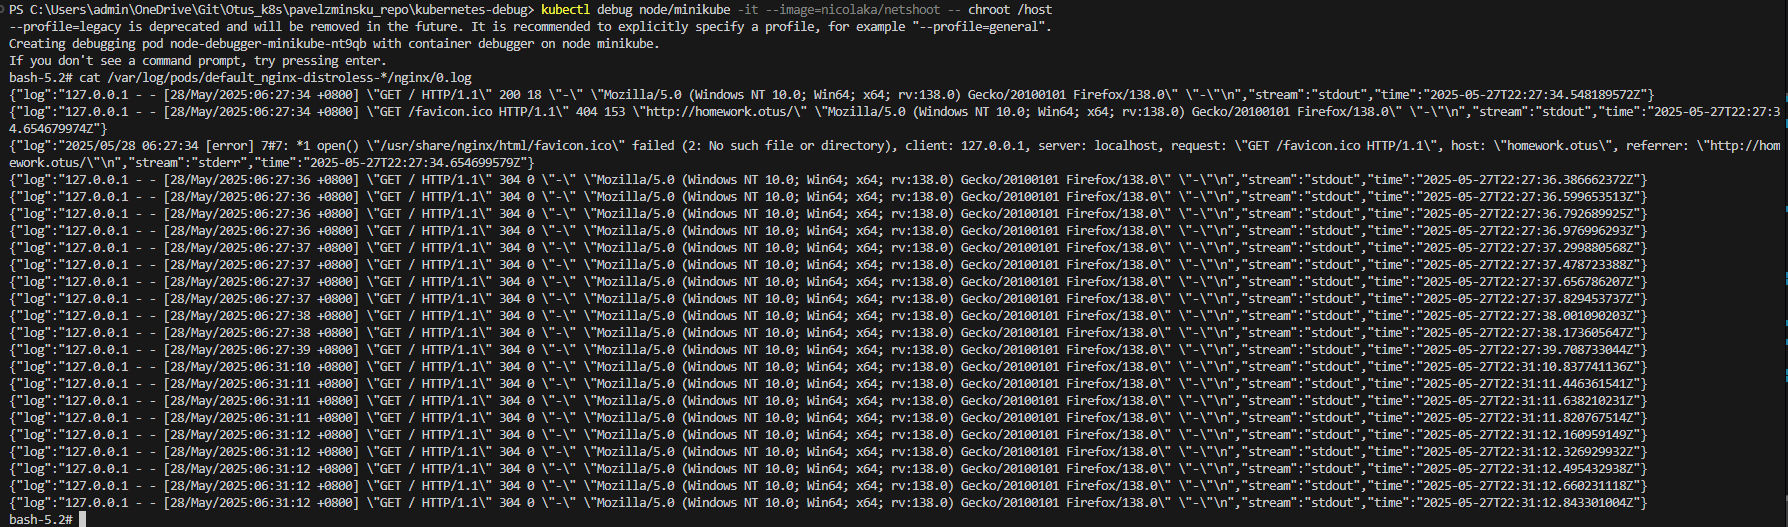 PS C:\Users\admin\OneDrive\Git\Otus_k8s\pavelzminsku_repo\kubernetes-debug> kubectl debug node/minikube -it --image=nicolaka/netshoot -- chroot /host
--profile=legacy is deprecated and will be removed in the future. It is recommended to explicitly specify a profile, for example "--profile=general".
Creating debugging pod node-debugger-minikube-nt9qb with container debugger on node minikube.
If you don't see a command prompt, try pressing enter.
bash-5.2# cat /var/log/pods/default_nginx-distroless-*/nginx/0.log
{"log":"127.0.0.1 - - [28/May/2025:06:27:34 +0800] \"GET / HTTP/1.1\" 200 18 \"-\" \"Mozilla/5.0 (Windows NT 10.0; Win64; x64; rv:138.0) Gecko/20100101 Firefox/138.0\" \"-\"\n","stream":"stdout","time":"2025-05-27T22:27:34.548189572Z"}
{"log":"127.0.0.1 - - [28/May/2025:06:27:34 +0800] \"GET /favicon.ico HTTP/1.1\" 404 153 \"http://homework.otus/\" \"Mozilla/5.0 (Windows NT 10.0; Win64; x64; rv:138.0) Gecko/20100101 Firefox/138.0\" \"-\"\n","stream":"stdout","time":"2025-05-27T22:27:3
4.654679974Z"}
{"log":"2025/05/28 06:27:34 [error] 7#7: *1 open() \"/usr/share/nginx/html/favicon.ico\" failed (2: No such file or directory), client: 127.0.0.1, server: localhost, request: \"GET /favicon.ico HTTP/1.1\", host: \"homework.otus\", referrer: \"http://hom
ework.otus/\"\n","stream":"stderr","time":"2025-05-27T22:27:34.654699579Z"}
{"log":"127.0.0.1 - - [28/May/2025:06:27:36 +0800] \"GET / HTTP/1.1\" 304 0 \"-\" \"Mozilla/5.0 (Windows NT 10.0; Win64; x64; rv:138.0) Gecko/20100101 Firefox/138.0\" \"-\"\n","stream":"stdout","time":"2025-05-27T22:27:36.386662372Z"}
{"log":"127.0.0.1 - - [28/May/2025:06:27:36 +0800] \"GET / HTTP/1.1\" 304 0 \"-\" \"Mozilla/5.0 (Windows NT 10.0; Win64; x64; rv:138.0) Gecko/20100101 Firefox/138.0\" \"-\"\n","stream":"stdout","time":"2025-05-27T22:27:36.599653513Z"}
{"log":"127.0.0.1 - - [28/May/2025:06:27:36 +0800] \"GET / HTTP/1.1\" 304 0 \"-\" \"Mozilla/5.0 (Windows NT 10.0; Win64; x64; rv:138.0) Gecko/20100101 Firefox/138.0\" \"-\"\n","stream":"stdout","time":"2025-05-27T22:27:36.792689925Z"}
{"log":"127.0.0.1 - - [28/May/2025:06:27:36 +0800] \"GET / HTTP/1.1\" 304 0 \"-\" \"Mozilla/5.0 (Windows NT 10.0; Win64; x64; rv:138.0) Gecko/20100101 Firefox/138.0\" \"-\"\n","stream":"stdout","time":"2025-05-27T22:27:36.976996293Z"}
{"log":"127.0.0.1 - - [28/May/2025:06:27:37 +0800] \"GET / HTTP/1.1\" 304 0 \"-\" \"Mozilla/5.0 (Windows NT 10.0; Win64; x64; rv:138.0) Gecko/20100101 Firefox/138.0\" \"-\"\n","stream":"stdout","time":"2025-05-27T22:27:37.299880568Z"}
{"log":"127.0.0.1 - - [28/May/2025:06:27:37 +0800] \"GET / HTTP/1.1\" 304 0 \"-\" \"Mozilla/5.0 (Windows NT 10.0; Win64; x64; rv:138.0) Gecko/20100101 Firefox/138.0\" \"-\"\n","stream":"stdout","time":"2025-05-27T22:27:37.478723388Z"}
{"log":"127.0.0.1 - - [28/May/2025:06:27:37 +0800] \"GET / HTTP/1.1\" 304 0 \"-\" \"Mozilla/5.0 (Windows NT 10.0; Win64; x64; rv:138.0) Gecko/20100101 Firefox/138.0\" \"-\"\n","stream":"stdout","time":"2025-05-27T22:27:37.656786207Z"}
{"log":"127.0.0.1 - - [28/May/2025:06:27:37 +0800] \"GET / HTTP/1.1\" 304 0 \"-\" \"Mozilla/5.0 (Windows NT 10.0; Win64; x64; rv:138.0) Gecko/20100101 Firefox/138.0\" \"-\"\n","stream":"stdout","time":"2025-05-27T22:27:37.829453737Z"}
{"log":"127.0.0.1 - - [28/May/2025:06:27:38 +0800] \"GET / HTTP/1.1\" 304 0 \"-\" \"Mozilla/5.0 (Windows NT 10.0; Win64; x64; rv:138.0) Gecko/20100101 Firefox/138.0\" \"-\"\n","stream":"stdout","time":"2025-05-27T22:27:38.001090203Z"}
{"log":"127.0.0.1 - - [28/May/2025:06:27:38 +0800] \"GET / HTTP/1.1\" 304 0 \"-\" \"Mozilla/5.0 (Windows NT 10.0; Win64; x64; rv:138.0) Gecko/20100101 Firefox/138.0\" \"-\"\n","stream":"stdout","time":"2025-05-27T22:27:38.173605647Z"}
{"log":"127.0.0.1 - - [28/May/2025:06:27:39 +0800] \"GET / HTTP/1.1\" 304 0 \"-\" \"Mozilla/5.0 (Windows NT 10.0; Win64; x64; rv:138.0) Gecko/20100101 Firefox/138.0\" \"-\"\n","stream":"stdout","time":"2025-05-27T22:27:39.708733044Z"}
{"log":"127.0.0.1 - - [28/May/2025:06:31:10 +0800] \"GET / HTTP/1.1\" 304 0 \"-\" \"Mozilla/5.0 (Windows NT 10.0; Win64; x64; rv:138.0) Gecko/20100101 Firefox/138.0\" \"-\"\n","stream":"stdout","time":"2025-05-27T22:31:10.837741136Z"}
{"log":"127.0.0.1 - - [28/May/2025:06:31:11 +0800] \"GET / HTTP/1.1\" 304 0 \"-\" \"Mozilla/5.0 (Windows NT 10.0; Win64; x64; rv:138.0) Gecko/20100101 Firefox/138.0\" \"-\"\n","stream":"stdout","time":"2025-05-27T22:31:11.446361541Z"}
{"log":"127.0.0.1 - - [28/May/2025:06:31:11 +0800] \"GET / HTTP/1.1\" 304 0 \"-\" \"Mozilla/5.0 (Windows NT 10.0; Win64; x64; rv:138.0) Gecko/20100101 Firefox/138.0\" \"-\"\n","stream":"stdout","time":"2025-05-27T22:31:11.638210231Z"}
{"log":"127.0.0.1 - - [28/May/2025:06:31:11 +0800] \"GET / HTTP/1.1\" 304 0 \"-\" \"Mozilla/5.0 (Windows NT 10.0; Win64; x64; rv:138.0) Gecko/20100101 Firefox/138.0\" \"-\"\n","stream":"stdout","time":"2025-05-27T22:31:11.820767514Z"}
{"log":"127.0.0.1 - - [28/May/2025:06:31:12 +0800] \"GET / HTTP/1.1\" 304 0 \"-\" \"Mozilla/5.0 (Windows NT 10.0; Win64; x64; rv:138.0) Gecko/20100101 Firefox/138.0\" \"-\"\n","stream":"stdout","time":"2025-05-27T22:31:12.160959149Z"}
{"log":"127.0.0.1 - - [28/May/2025:06:31:12 +0800] \"GET / HTTP/1.1\" 304 0 \"-\" \"Mozilla/5.0 (Windows NT 10.0; Win64; x64; rv:138.0) Gecko/20100101 Firefox/138.0\" \"-\"\n","stream":"stdout","time":"2025-05-27T22:31:12.326929932Z"}
{"log":"127.0.0.1 - - [28/May/2025:06:31:12 +0800] \"GET / HTTP/1.1\" 304 0 \"-\" \"Mozilla/5.0 (Windows NT 10.0; Win64; x64; rv:138.0) Gecko/20100101 Firefox/138.0\" \"-\"\n","stream":"stdout","time":"2025-05-27T22:31:12.495432938Z"}
{"log":"127.0.0.1 - - [28/May/2025:06:31:12 +0800] \"GET / HTTP/1.1\" 304 0 \"-\" \"Mozilla/5.0 (Windows NT 10.0; Win64; x64; rv:138.0) Gecko/20100101 Firefox/138.0\" \"-\"\n","stream":"stdout","time":"2025-05-27T22:31:12.660231118Z"}
{"log":"127.0.0.1 - - [28/May/2025:06:31:12 +0800] \"GET / HTTP/1.1\" 304 0 \"-\" \"Mozilla/5.0 (Windows NT 10.0; Win64; x64; rv:138.0) Gecko/20100101 Firefox/138.0\" \"-\"\n","stream":"stdout","time":"2025-05-27T22:31:12.843301004Z"}
bash-5.2#